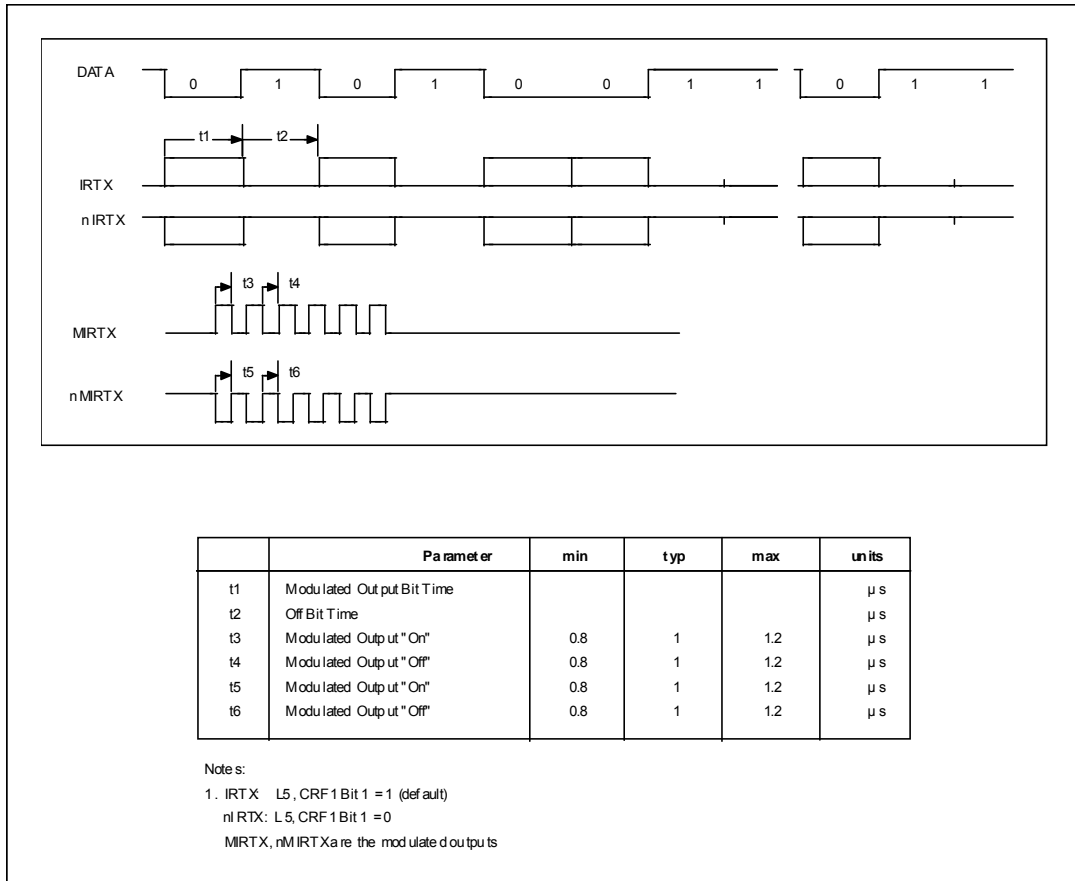 DATA 0 1 0 1 0 0 1 1 0 1 1
t1 t2
IRTX
nIRTX
t3 t4
MIRTX
t5 t6
nMIRTX
Parameter min typ max units
t1 Modulated Output Bit Time µs
t2 Off Bit Time µs
t3 Modulated Output "On" 0.8 1 1.2 µs
t4 Modulated Output "Off" 0.8 1 1.2 µs
t5 Modulated Output "On" 0.8 1 1.2 µs
t6 Modulated Output "Off" 0.8 1 1.2 µs
Notes:
1. IRTX: L5, CRF1 Bit 1 = 1 (default)
nIRTX: L5, CRF1 Bit 1 = 0
MIRTX, nMIRTX are the modulated outputs